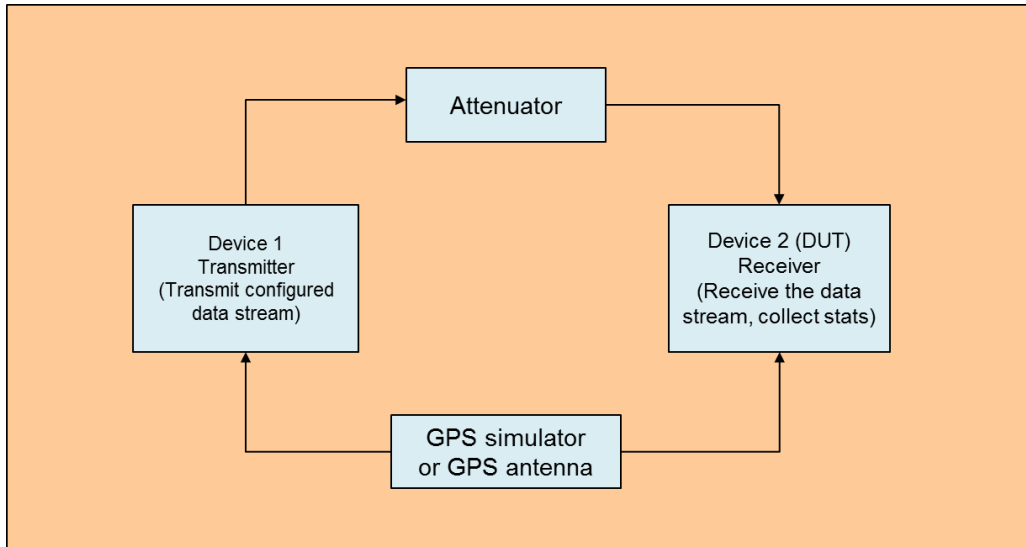 Attenuator
Device 1
Transmitter
(Transmit configured
data stream)
Device 2 (DUT)
Receiver
(Receive the data
stream, collect stats)
GPS simulator
or GPS antenna